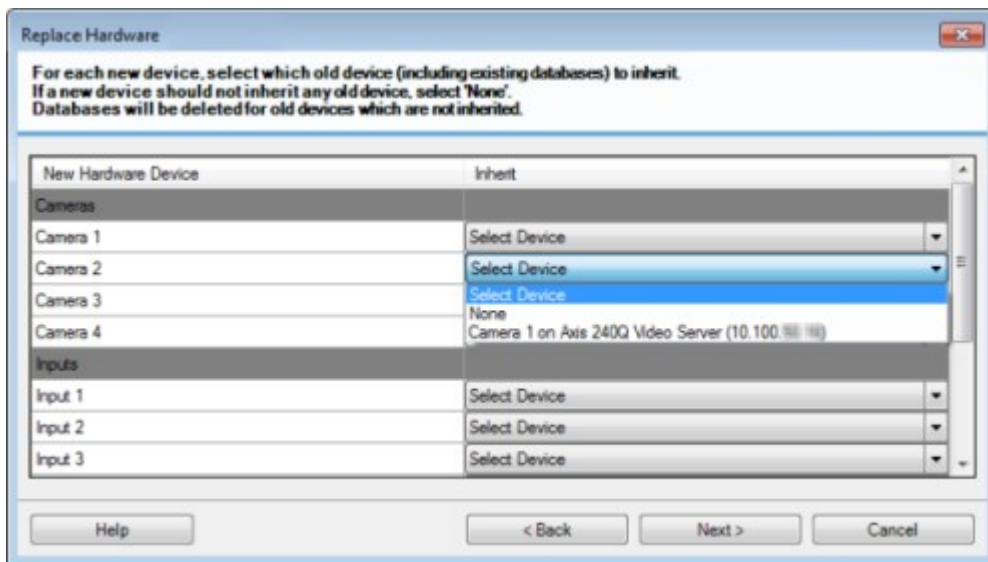 Replace Hardware
For each new device, select which old device (including existing databases) to inherit.
If a new device should not inherit any old device, select 'None'.
Databases will be deleted for old devices which are not inherited.
New Hardware Device Inherit
Cameras
Camera 1 Select Device
Camera 2 Select Device
Camera 3 Select Device
None
Camera 4 Camera 1 on Axis 240Q Video Server (10.100.
Inputs
Input 1 Select Device
Input 2 Select Device
Input 3 Select Device
Help < Back Next > Cancel